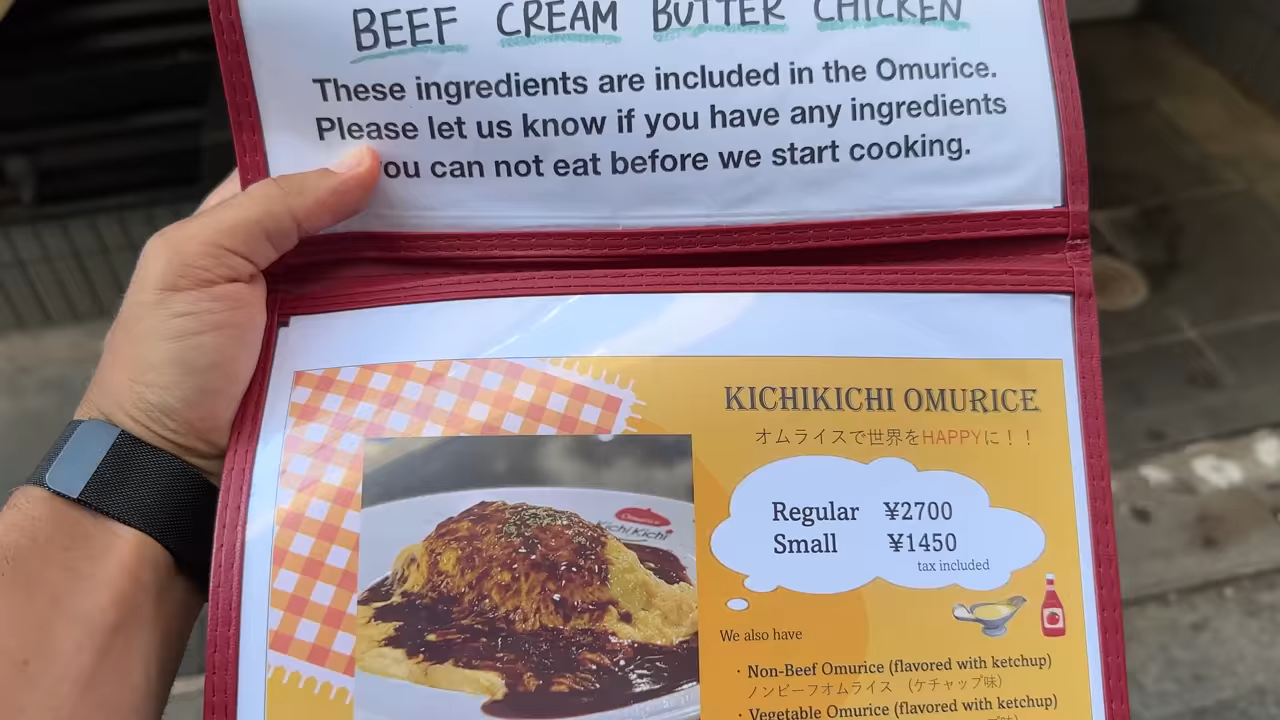 BEEF CREAM BUTTER CHICKEN
These ingredients are included in the Omurice.
Please let us know if you have any ingredients
you can not eat before we start cooking.
KICHIKICHI OMURICE
オムライスで世界をHAPPYに！！
Regular ¥2700
Small ¥1450
tax included
Kichi Kichi
We also have
・Non-Beef Omurice (flavored with ketchup)
ノンビーフオムライス （ケチャップ味）
・Vegetable Omurice (flavored with ketchup)